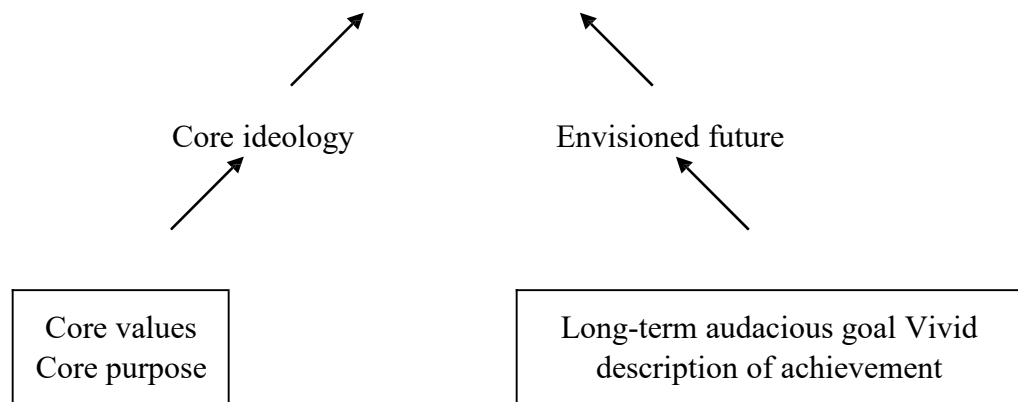 Core ideology
Envisioned future
Core values
Core purpose
Long-term audacious goal Vivid
description of achievement